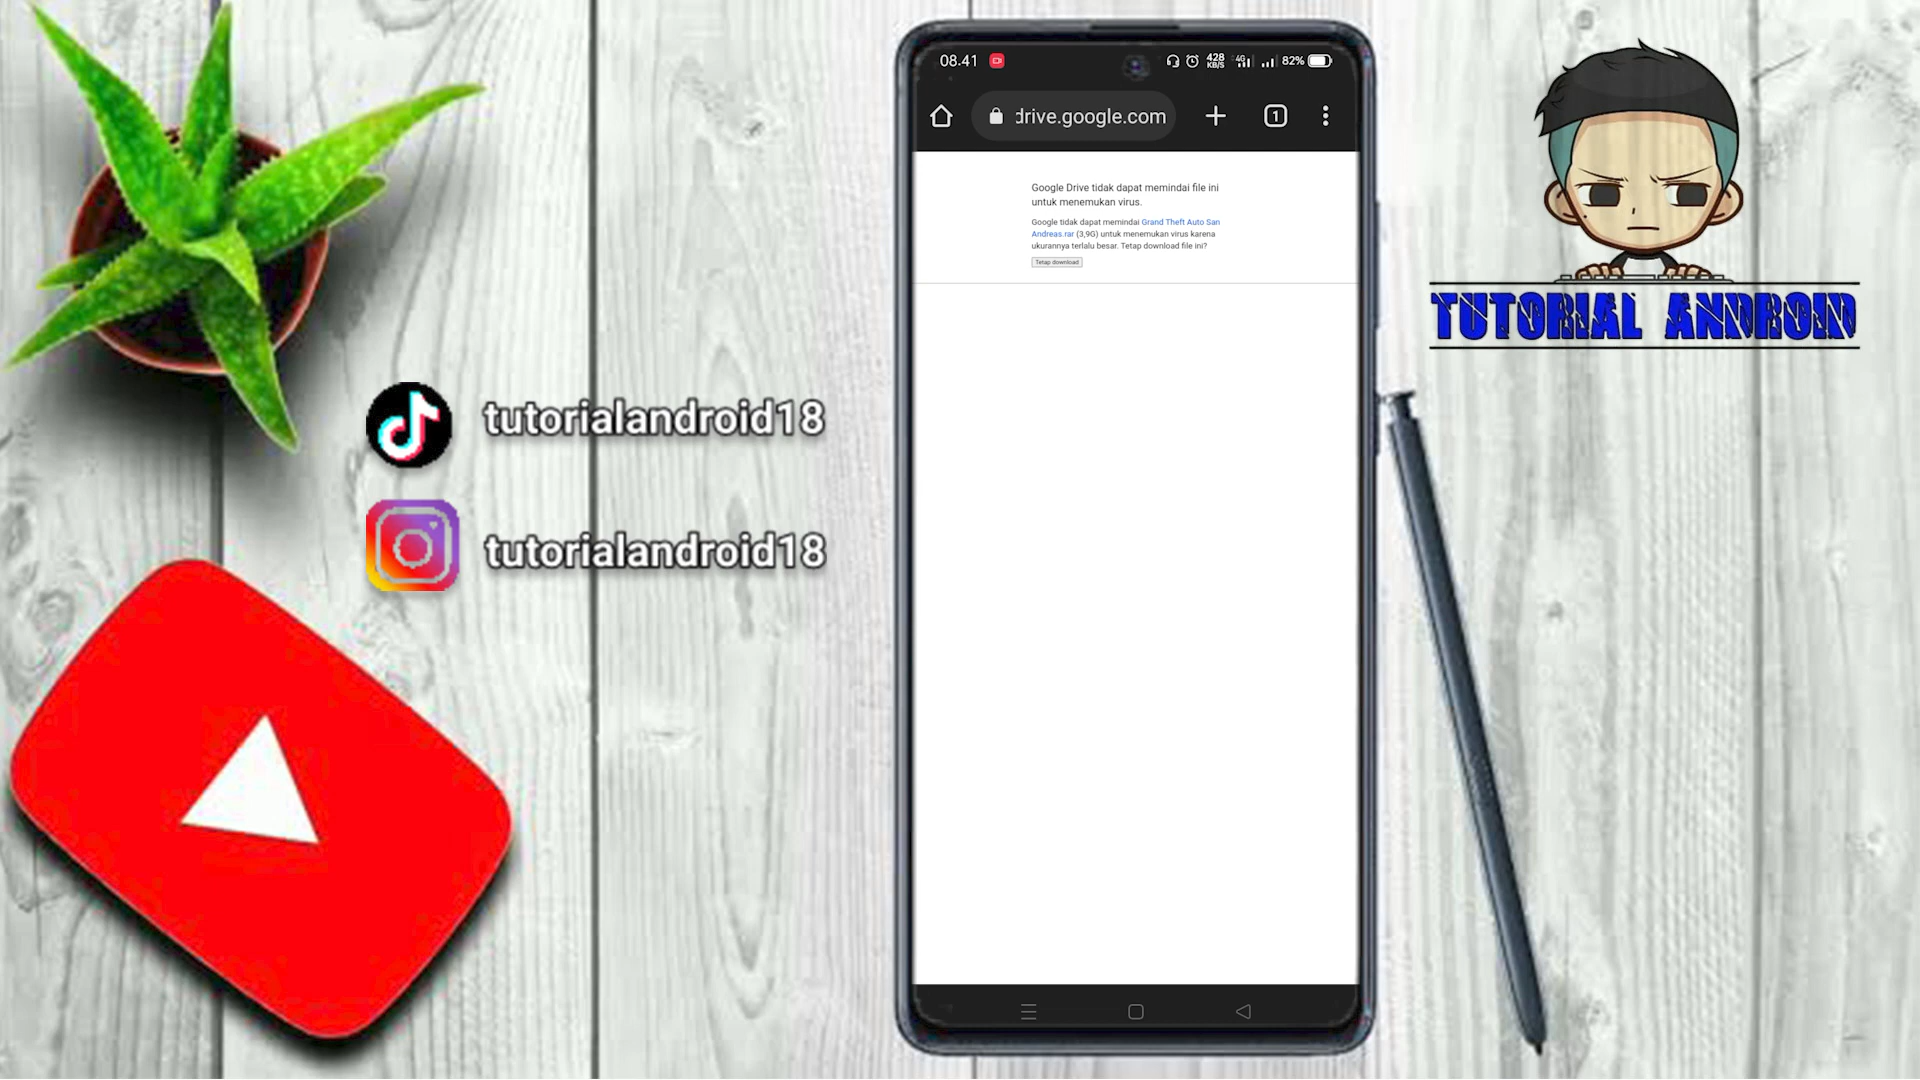 08.41
428
KB/S
4G
82%
drive.google.com
1
Google Drive tidak dapat memindai file ini
untuk menemukan virus.
Google tidak dapat memindai Grand Theft Auto San
Andreas.rar (3,9G) untuk menemukan virus karena
ukurannya terlalu besar. Tetap download file ini?
Tetap download
TUTORIAL ANDROID
tutorialandroid18
tutorialandroid18